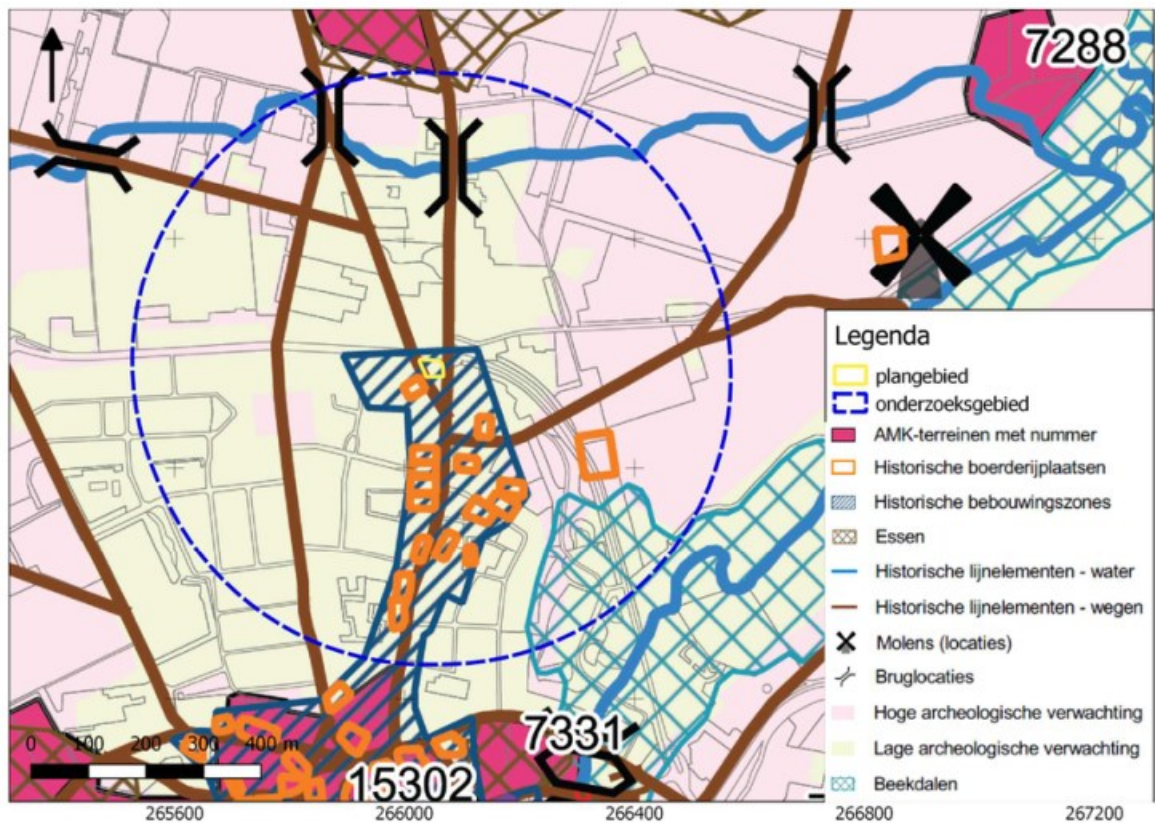 7288
Legenda
plangebied
onderzoeksgebied
AMK-terreinen met nummer
Historische boerderijplaatsen
Historische bebouwingszones
Essen
Historische lijnelementen - water
Historische lijnelementen - wegen
Molens (locaties)
Bruglocaties
Hoge archeologische verwachting
Lage archeologische verwachting
Beekdalen
7331
0 100 200 300 400 m
15302
265600 266000 266400 266800 267200